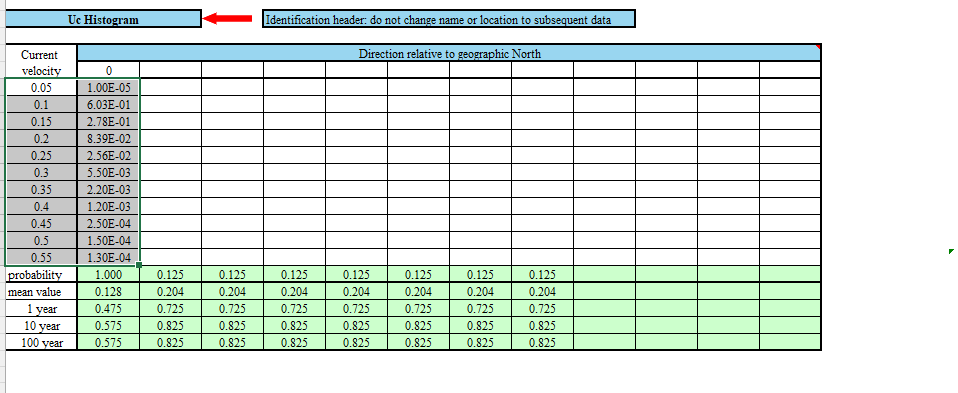 Uc Histogram Identification header: do not change name or location to subsequent data
Current Direction relative to geographic North
velocity 0
0.05 1.00E-05
0.1 6.03E-01
0.15 2.78E-01
0.2 8.39E-02
0.25 2.56E-02
0.3 5.50E-03
0.35 2.20E-03
0.4 1.20E-03
0.45 2.50E-04
0.5 1.50E-04
0.55 1.30E-04
probability 1.000 0.125 0.125 0.125 0.125 0.125 0.125 0.125
mean value 0.128 0.204 0.204 0.204 0.204 0.204 0.204 0.204
1 year 0.475 0.725 0.725 0.725 0.725 0.725 0.725 0.725
10 year 0.575 0.825 0.825 0.825 0.825 0.825 0.825 0.825
100 year 0.575 0.825 0.825 0.825 0.825 0.825 0.825 0.825